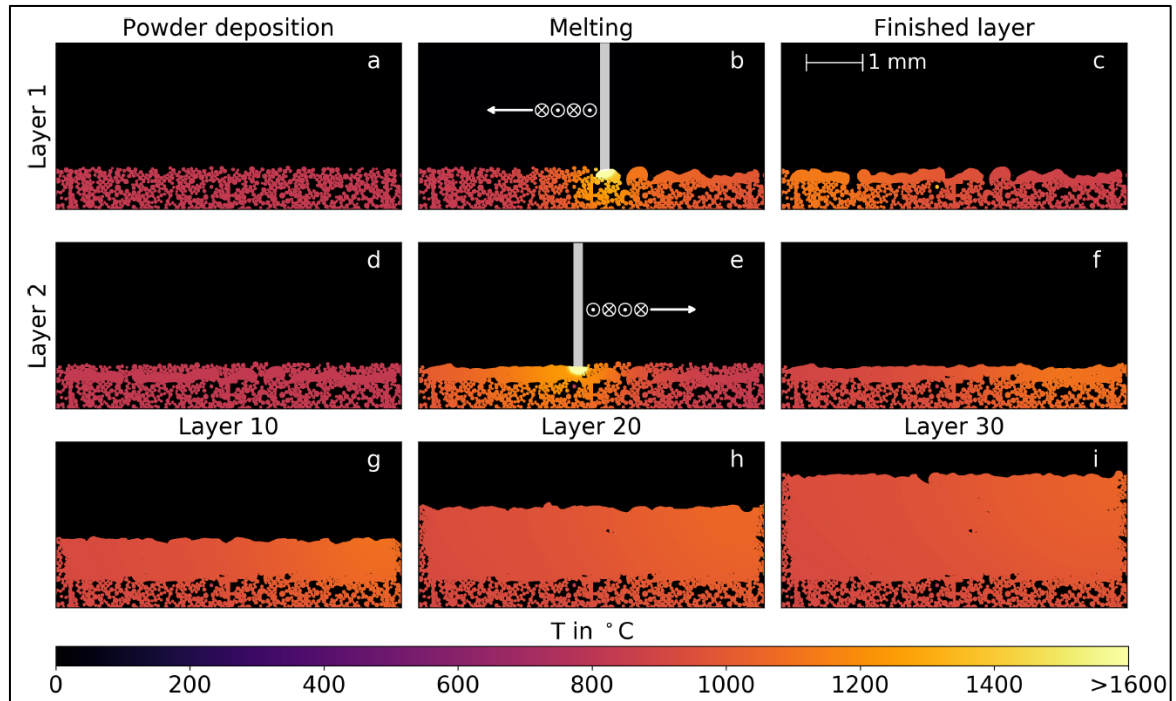 Powder deposition
Melting
Finished layer
Layer 1
a
b
c
1 mm
Layer 2
d
e
f
Layer 10
Layer 20
Layer 30
g
h
i
T in °C
0 200 400 600 800 1000 1200 1400 >1600